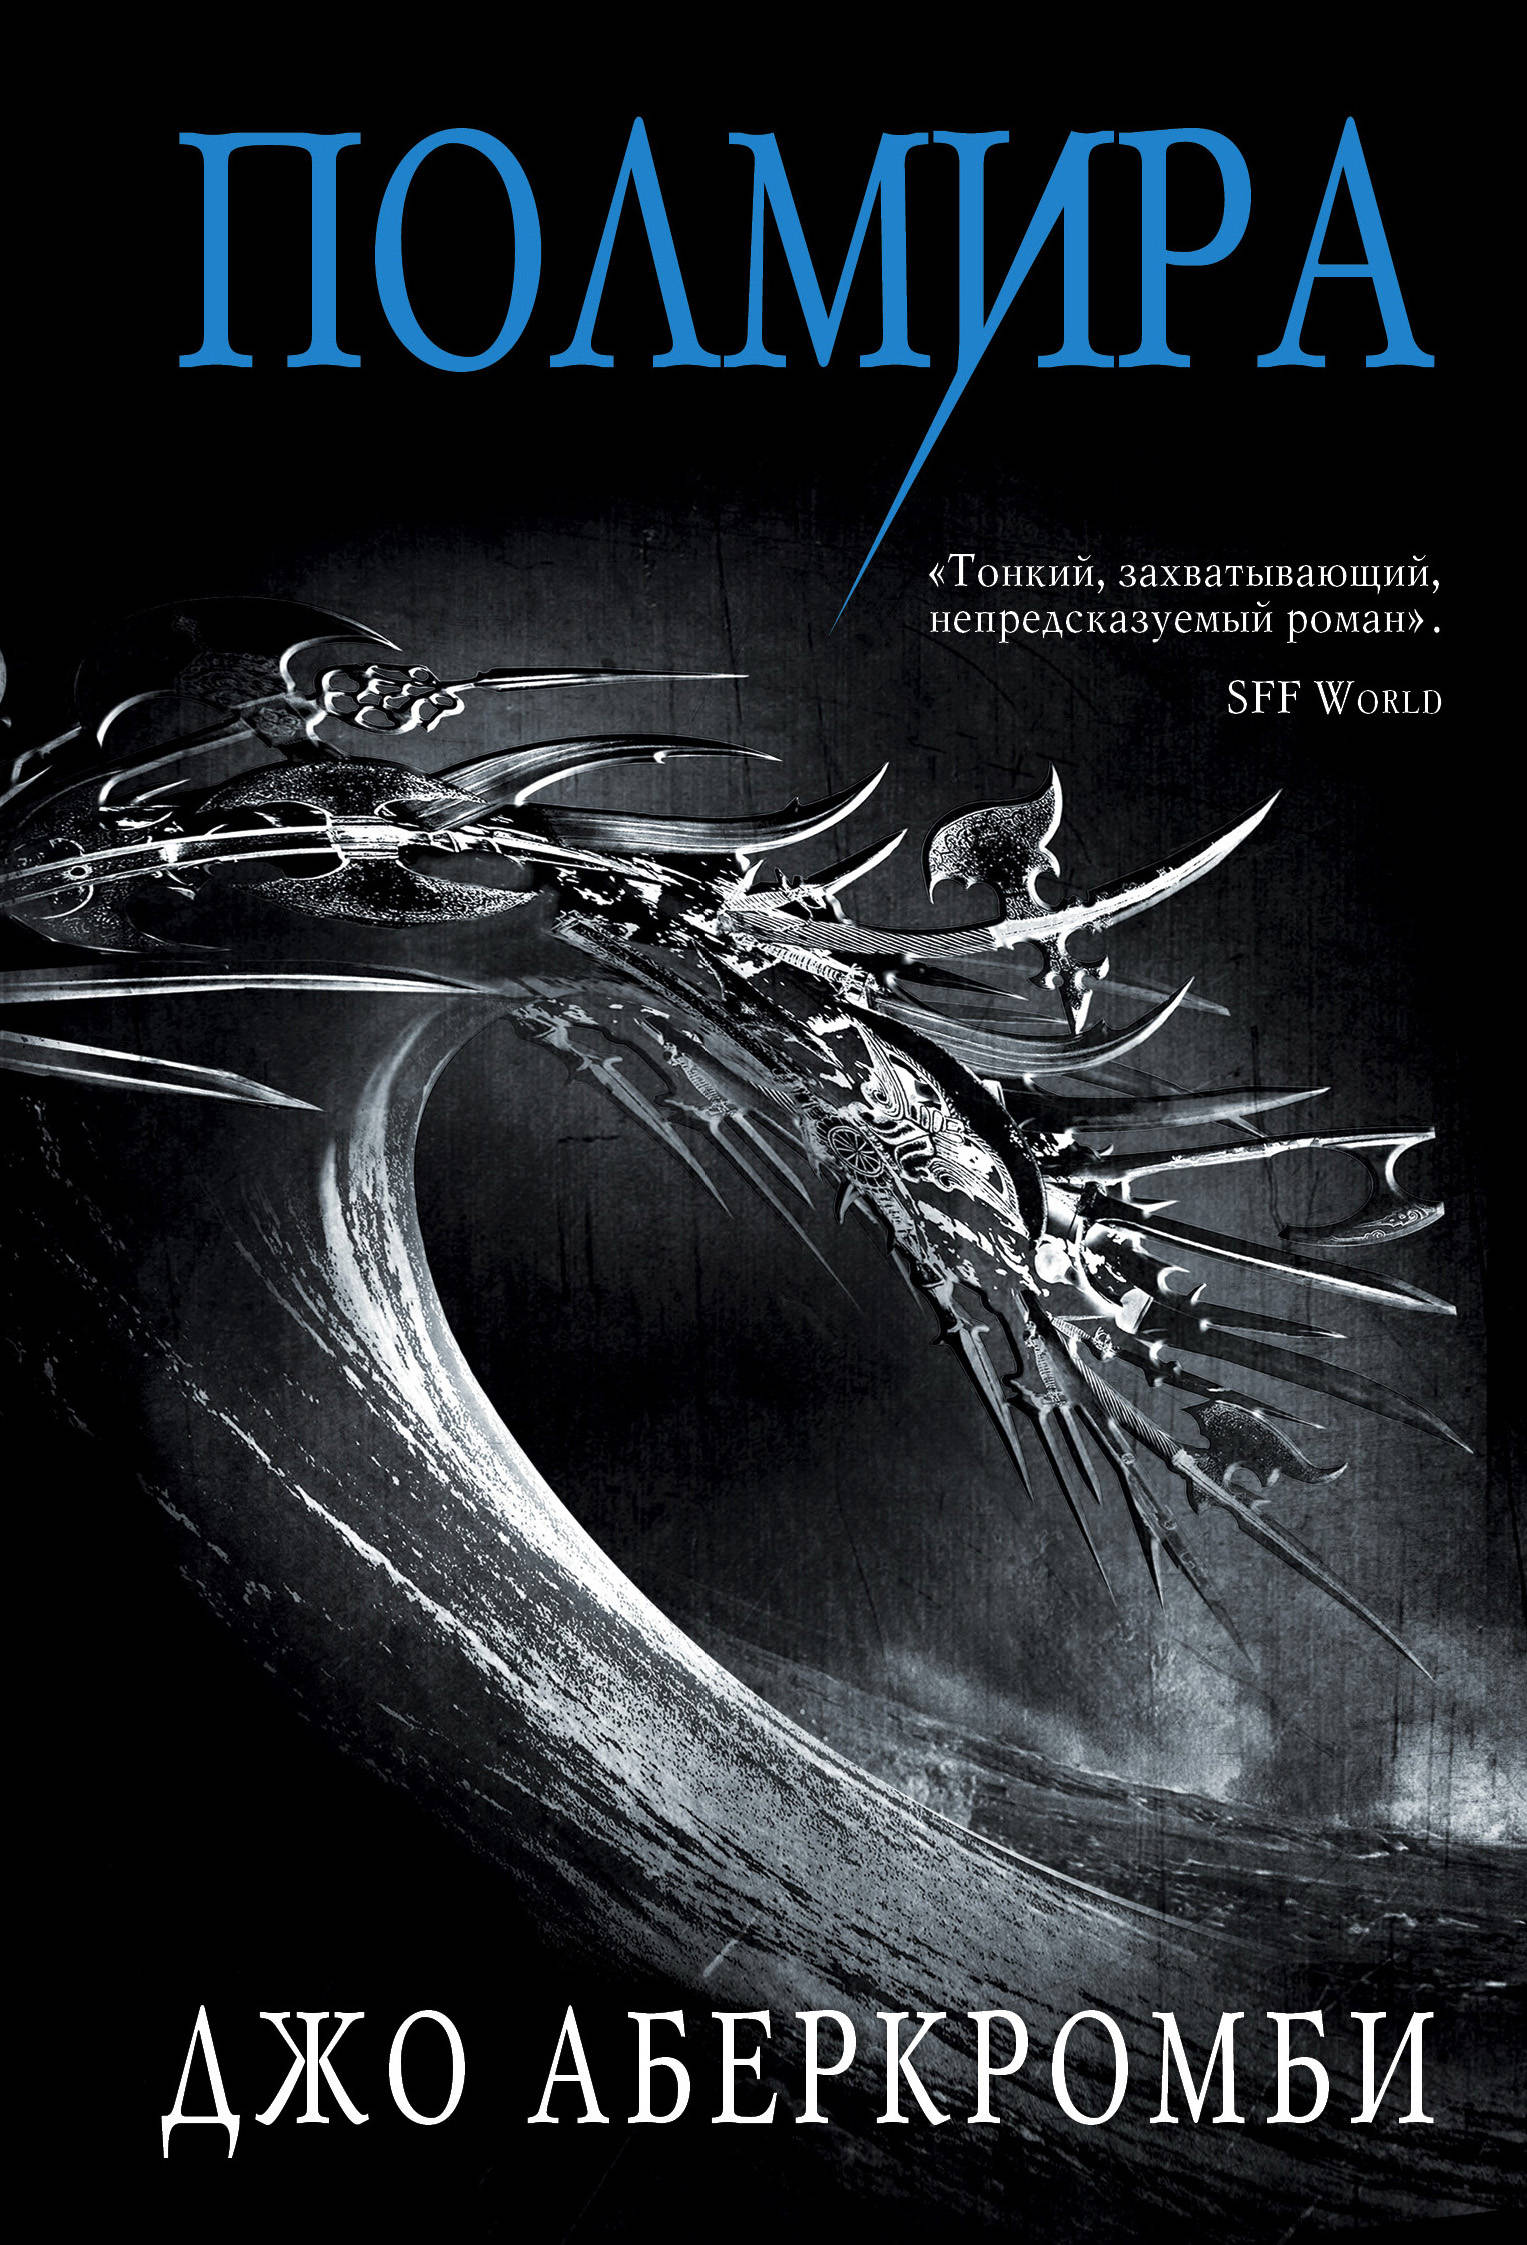 ПОЛМИРА
«Тонкий, захватывающий,
непредсказуемый роман».
SFF World
ДЖО АБЕРКРОМБИ